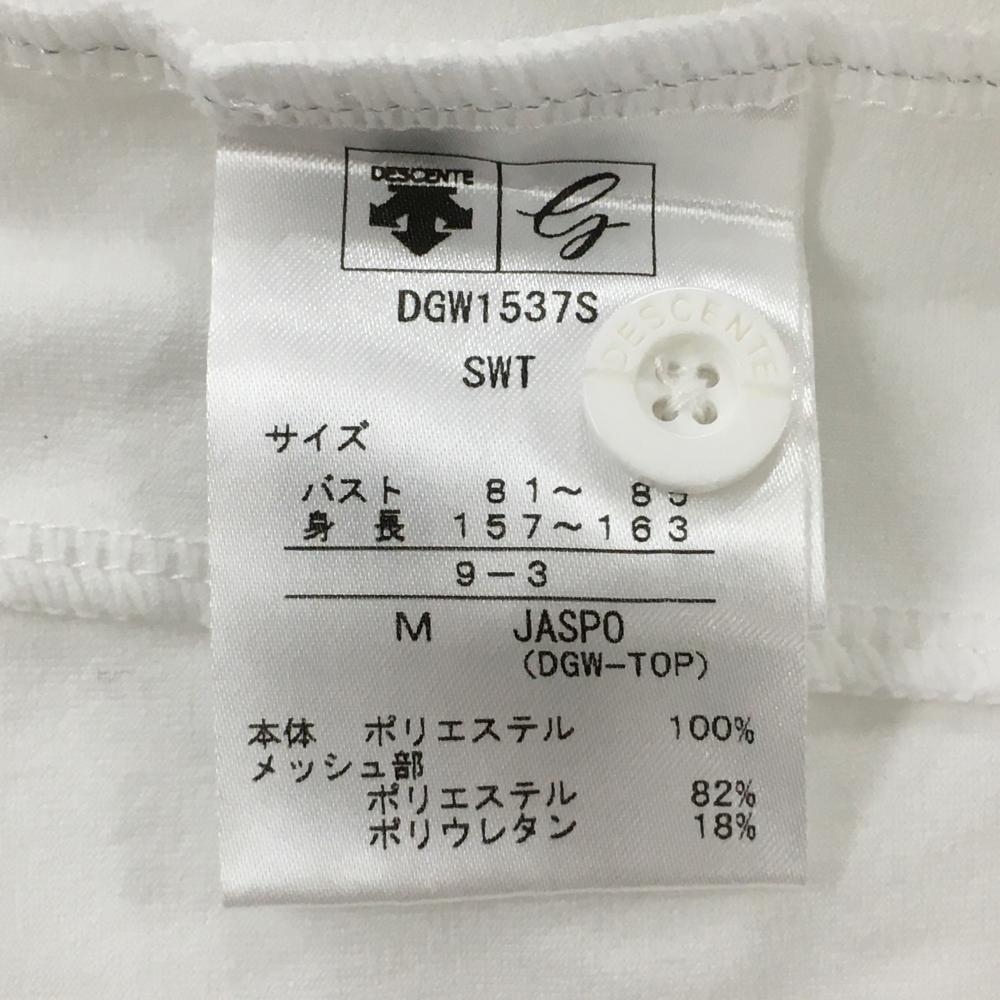 DESCENTE
DGW1537S
DESCENTE
SWT
サイズ
バスト 81～
身 長 157～163
9-3
M JASPO
(DGW-TOP)
本体 ポリエステル 100%
メッシュ部
ポリエステル 82%
ポリウレタン 18%